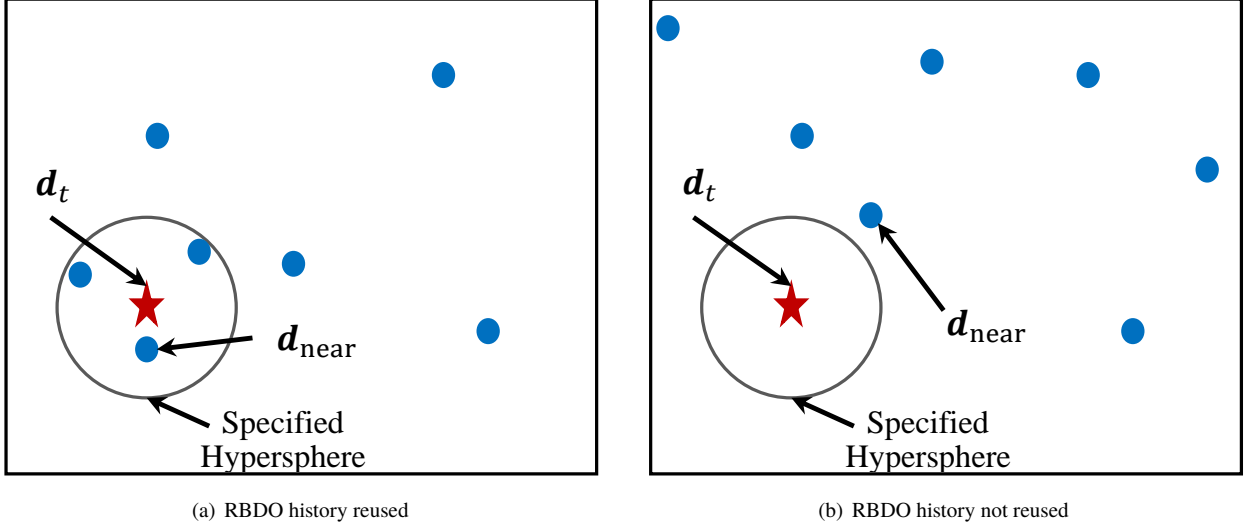 d_t
d_near
Specified
Hypersphere
(a) RBDO history reused
d_t
d_near
Specified
Hypersphere
(b) RBDO history not reused